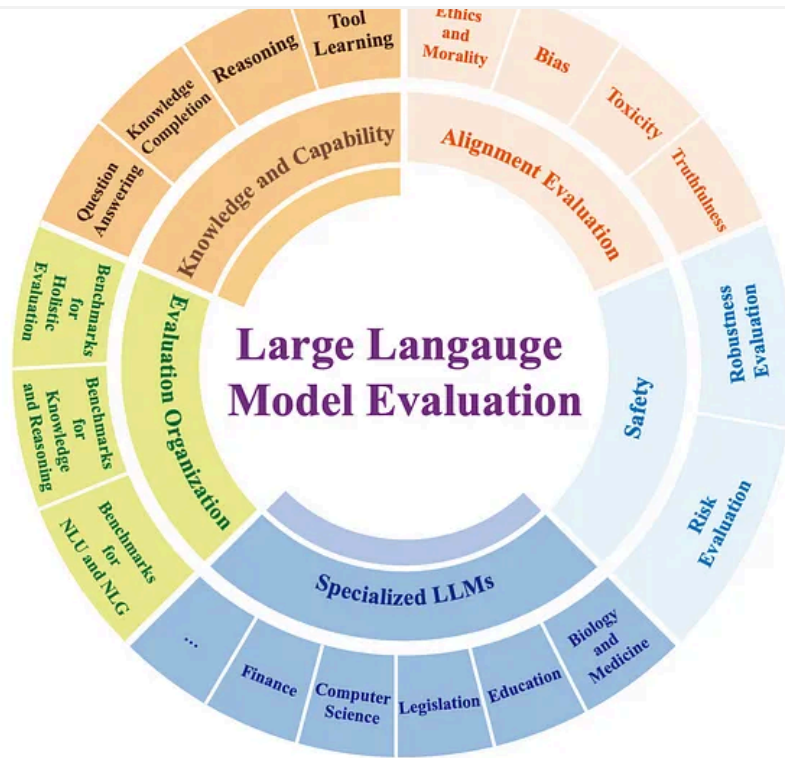 Large Langauge
Model Evaluation
Knowledge and Capability
Question
Answering
Knowledge
Completion
Reasoning
Tool
Learning
Alignment Evaluation
Ethics
and
Morality
Bias
Toxicity
Truthfulness
Safety
Robustness
Evaluation
Risk
Evaluation
Specialized LLMs
Biology
and
Medicine
Education
Legislation
Computer
Science
Finance
...
Evaluation Organization
Benchmarks
for
NLU and NLG
Benchmarks
for
Knowledge
and Reasoning
Benchmarks
for
Holistic
Evaluation